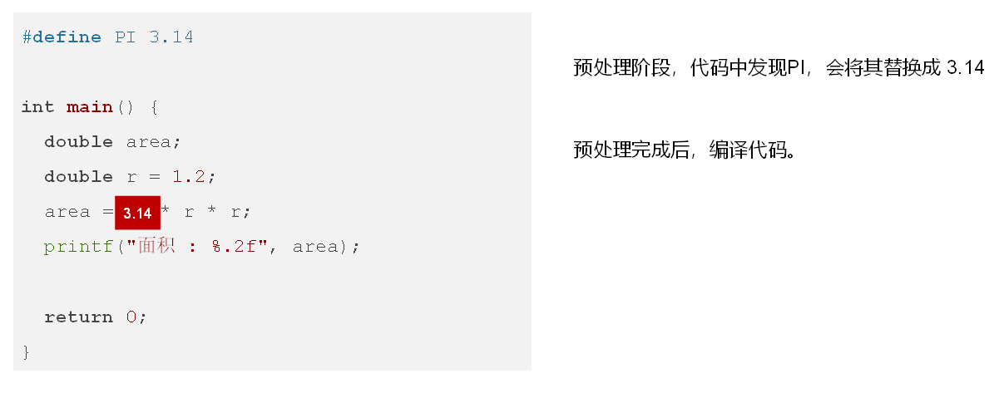 #define PI 3.14
int main() {
double area;
double r = 1.2;
area = 3.14 * r * r;
printf("面积 : %.2f", area);
return 0;
}
预处理阶段，代码中发现PI，会将其替换成 3.14
预处理完成后，编译代码。